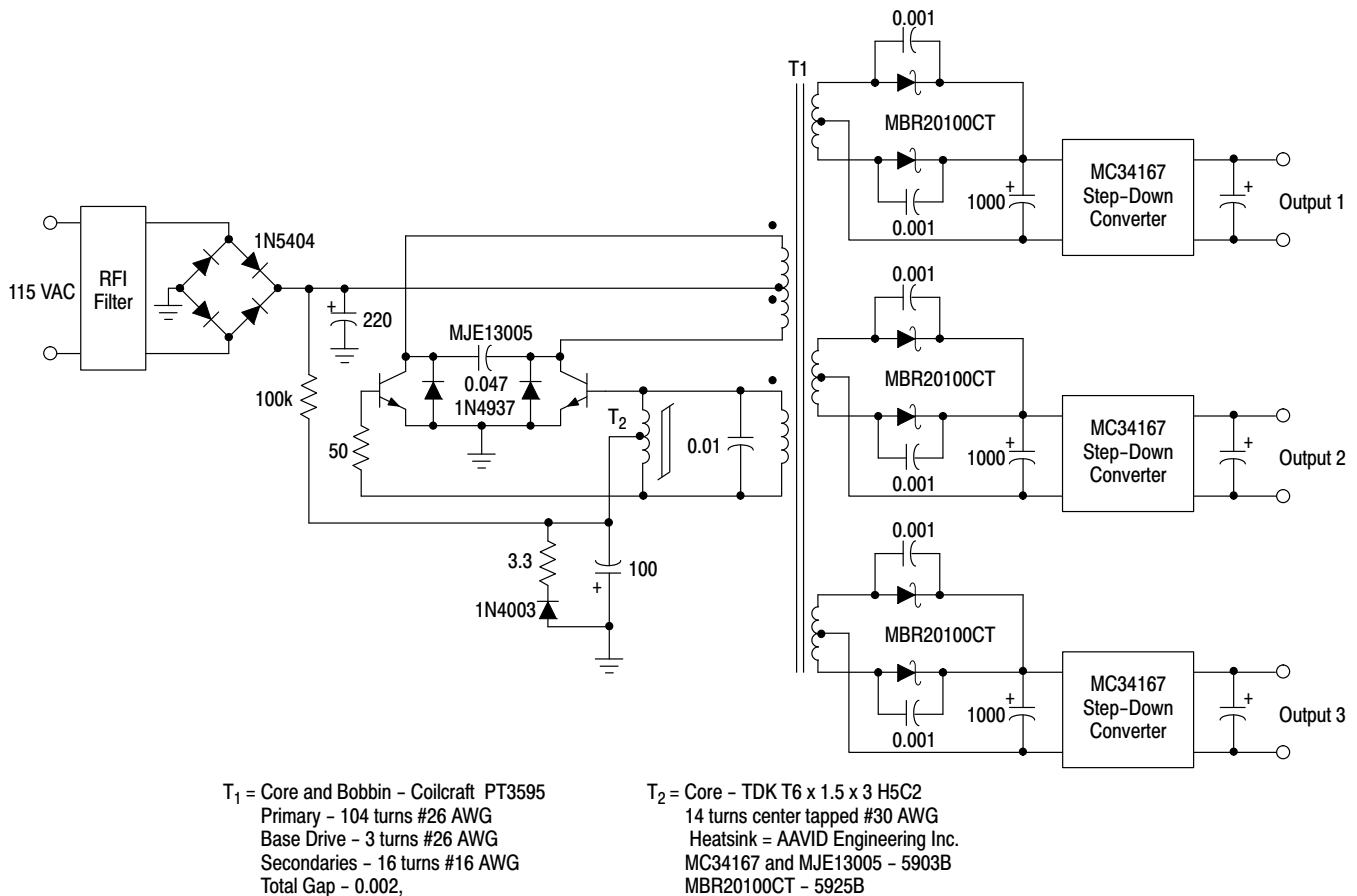 0.001
T1
MBR20100CT
0.001
1000
+
MC34167
Step–Down
Converter
+
Output 1
115 VAC
RFI
Filter
1N5404
+
220
100k
50
MJE13005
0.047
1N4937
T2
0.01
3.3
1N4003
100
+
0.001
MBR20100CT
0.001
1000
+
MC34167
Step–Down
Converter
+
Output 2
0.001
MBR20100CT
0.001
1000
+
MC34167
Step–Down
Converter
+
Output 3
T1 = Core and Bobbin – Coilcraft PT3595
Primary – 104 turns #26 AWG
Base Drive – 3 turns #26 AWG
Secondaries – 16 turns #16 AWG
Total Gap – 0.002,
T2 = Core – TDK T6 x 1.5 x 3 H5C2
14 turns center tapped #30 AWG
Heatsink = AAVID Engineering Inc.
MC34167 and MJE13005 – 5903B
MBR20100CT – 5925B